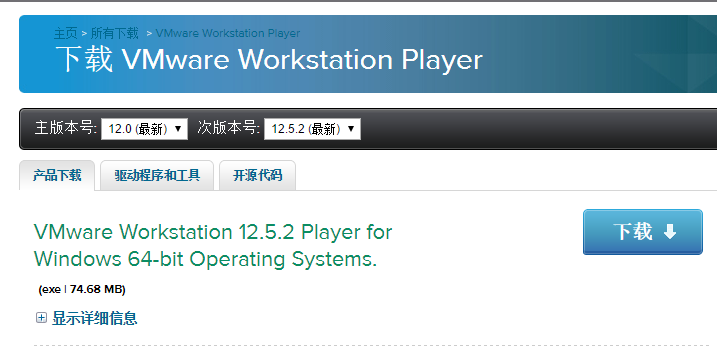 主页 > 所有下载 > VMware Workstation Player
下载 VMware Workstation Player
主版本号: 12.0 (最新) 次版本号: 12.5.2 (最新)
产品下载 驱动程序和工具 开源代码
VMware Workstation 12.5.2 Player for
Windows 64-bit Operating Systems.
下载
(exe | 74.68 MB)
显示详细信息